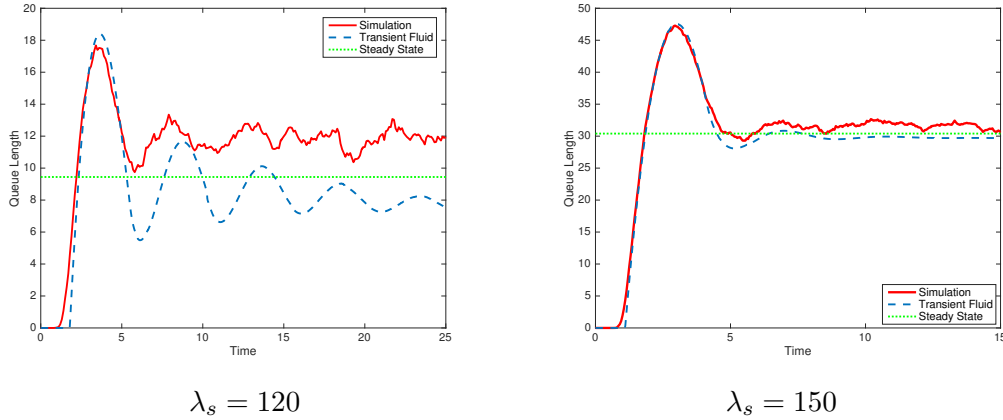 20
18
16
14
12
10
8
6
4
2
0
Queue Length
0 5 10 15 20 25
Time
Simulation
Transient Fluid
Steady State
λs = 120
50
45
40
35
30
25
20
15
10
5
0
Queue Length
0 5 10 15
Time
Simulation
Transient Fluid
Steady State
λs = 150